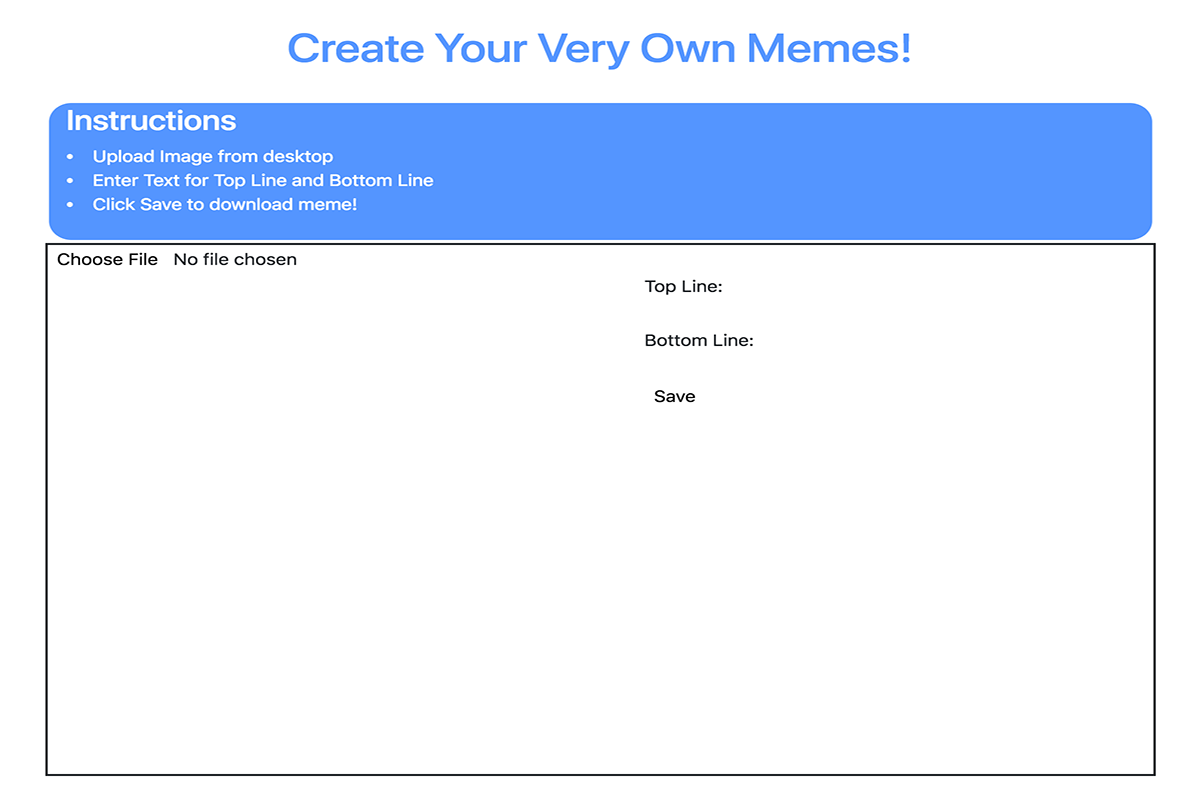 Create Your Very Own Memes!
Instructions
• Upload Image from desktop
• Enter Text for Top Line and Bottom Line
• Click Save to download meme!
Choose File No file chosen
Top Line:
Bottom Line:
Save